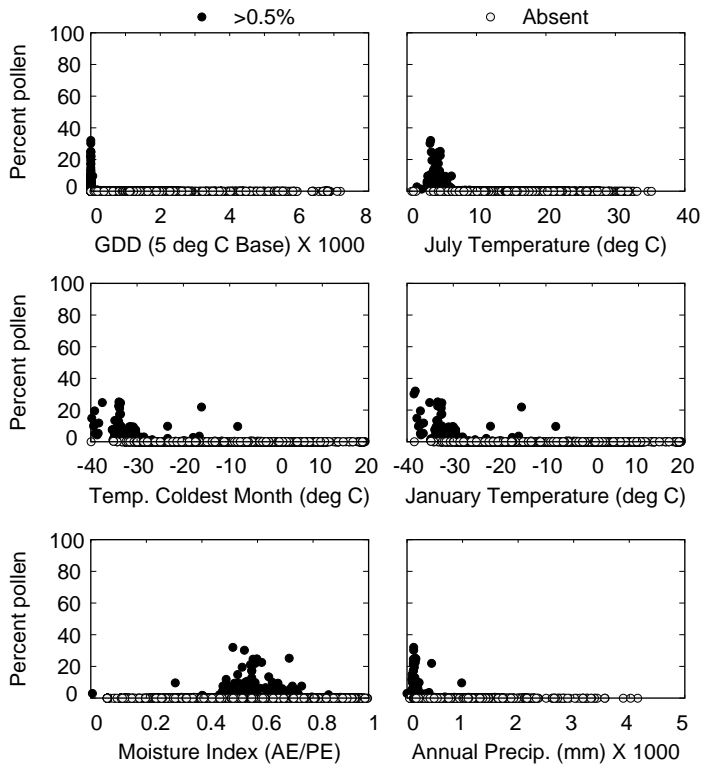 >0.5% Absent
Percent pollen
100
80
60
40
20
0
0 2 4 6 8
GDD (5 deg C Base) X 1000
0 10 20 30 40
July Temperature (deg C)
Percent pollen
100
80
60
40
20
0
-40 -30 -20 -10 0 10 20
Temp. Coldest Month (deg C)
-40 -30 -20 -10 0 10 20
January Temperature (deg C)
Percent pollen
100
80
60
40
20
0
0 0.2 0.4 0.6 0.8 1
Moisture Index (AE/PE)
0 1 2 3 4 5
Annual Precip. (mm) X 1000